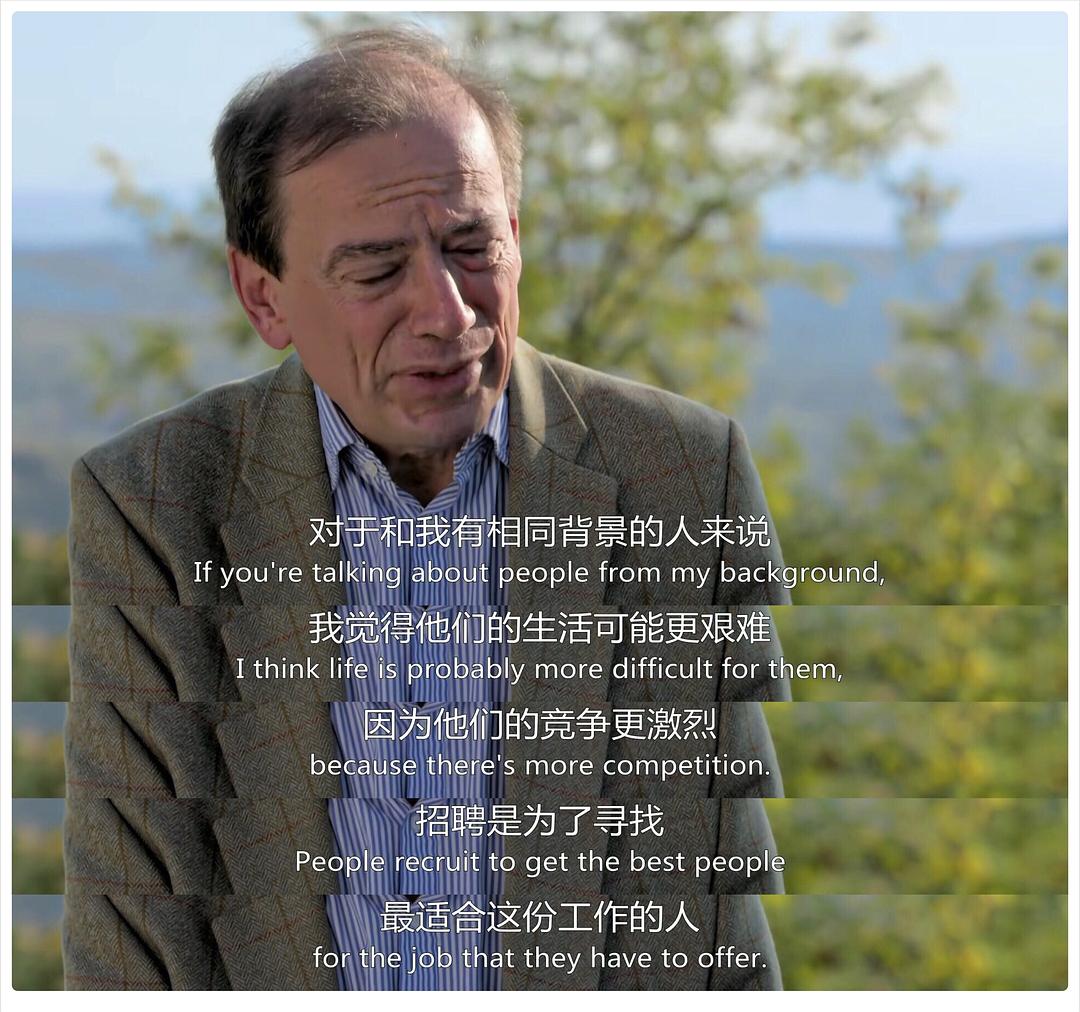 对于和我有相同背景的人来说
If you're talking about people from my background,
我觉得他们的生活可能更艰难
I think life is probably more difficult for them,
因为他们的竞争更激烈
because there's more competition.
招聘是为了寻找
People recruit to get the best people
最适合这份工作的人
for the job that they have to offer.